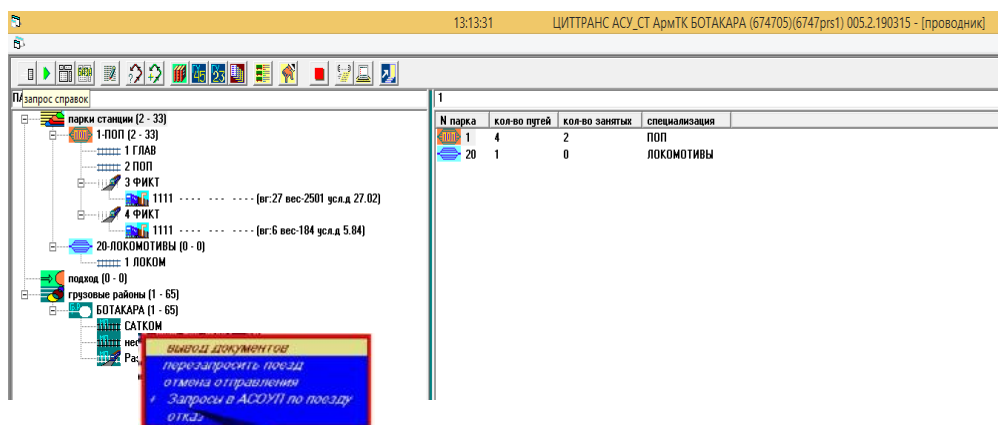 13:13:31 ЦИТТРАНС АСУ_СТ АрмТК БОТАКАРА (674705)(6747prs1) 005.2.190315 - [проводник]
запрос справок
1
парки станции (2 - 33)
1-ПОП (2 - 33)
1 ГЛАВ
2 ПОП
3 ФИКТ
1111 ---- --- ---- (вг:27 вес-2501 усл.д 27.02)
4 ФИКТ
1111 ---- --- ---- (вг:6 вес-184 усл.д 5.84)
20-ЛОКОМОТИВЫ (0 - 0)
1 ЛОКОМ
подход (0 - 0)
грузовые районы (1 - 65)
БОТАКАРА (1 - 65)
САТКОМ
N парка кол-во путей кол-во занятых специализация
1 4 2 ПОП
20 1 0 ЛОКОМОТИВЫ
вывод документов
перезапросить поезд
отмена отправления
Запросы в АСОУП по поезду
отказ